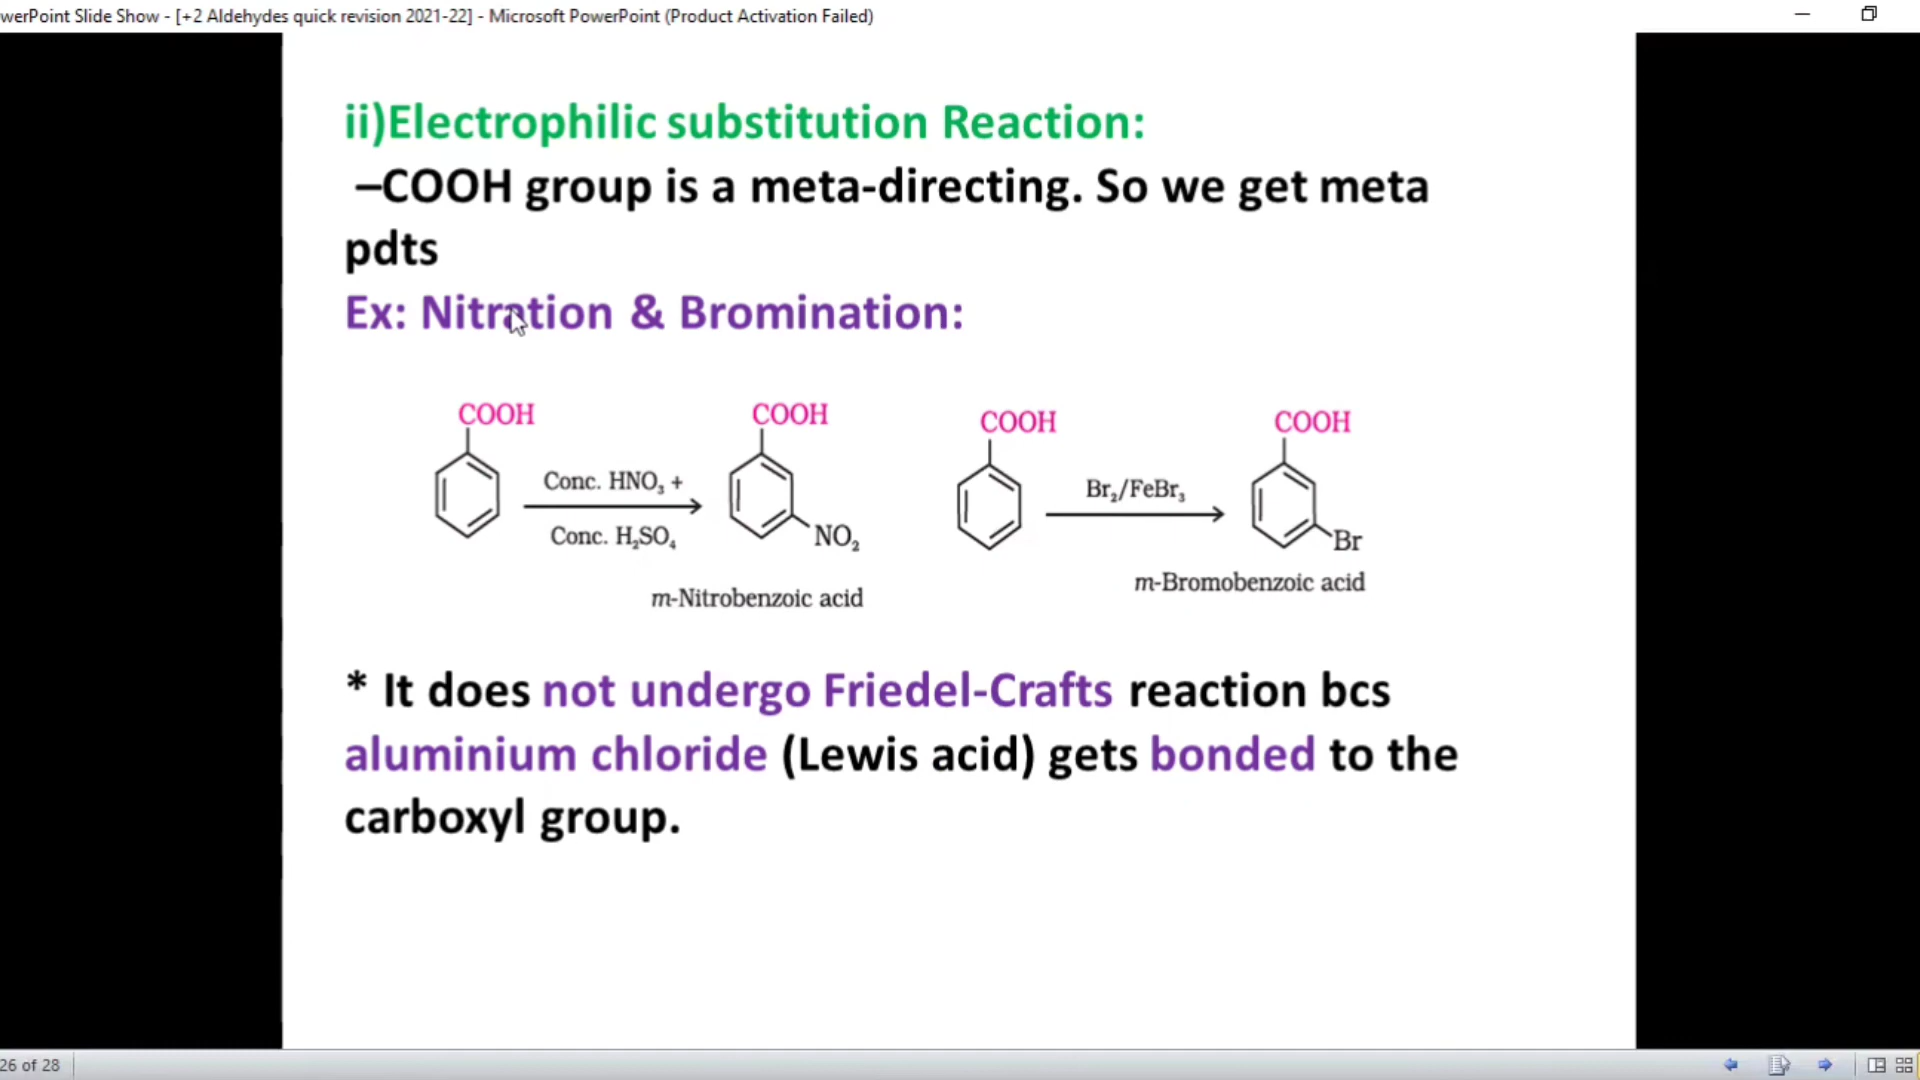 werPoint Slide Show - [+2 Aldehydes quick revision 2021-22] - Microsoft PowerPoint (Product Activation Failed)
ii)Electrophilic substitution Reaction:
–COOH group is a meta-directing. So we get meta
pdts
Ex: Nitration & Bromination:
COOH
Conc. HNO₃ +
Conc. H₂SO₄
COOH
NO₂
m-Nitrobenzoic acid
COOH
Br₂/FeBr₃
COOH
Br
m-Bromobenzoic acid
* It does not undergo Friedel-Crafts reaction bcs
aluminium chloride (Lewis acid) gets bonded to the
carboxyl group.
26 of 28